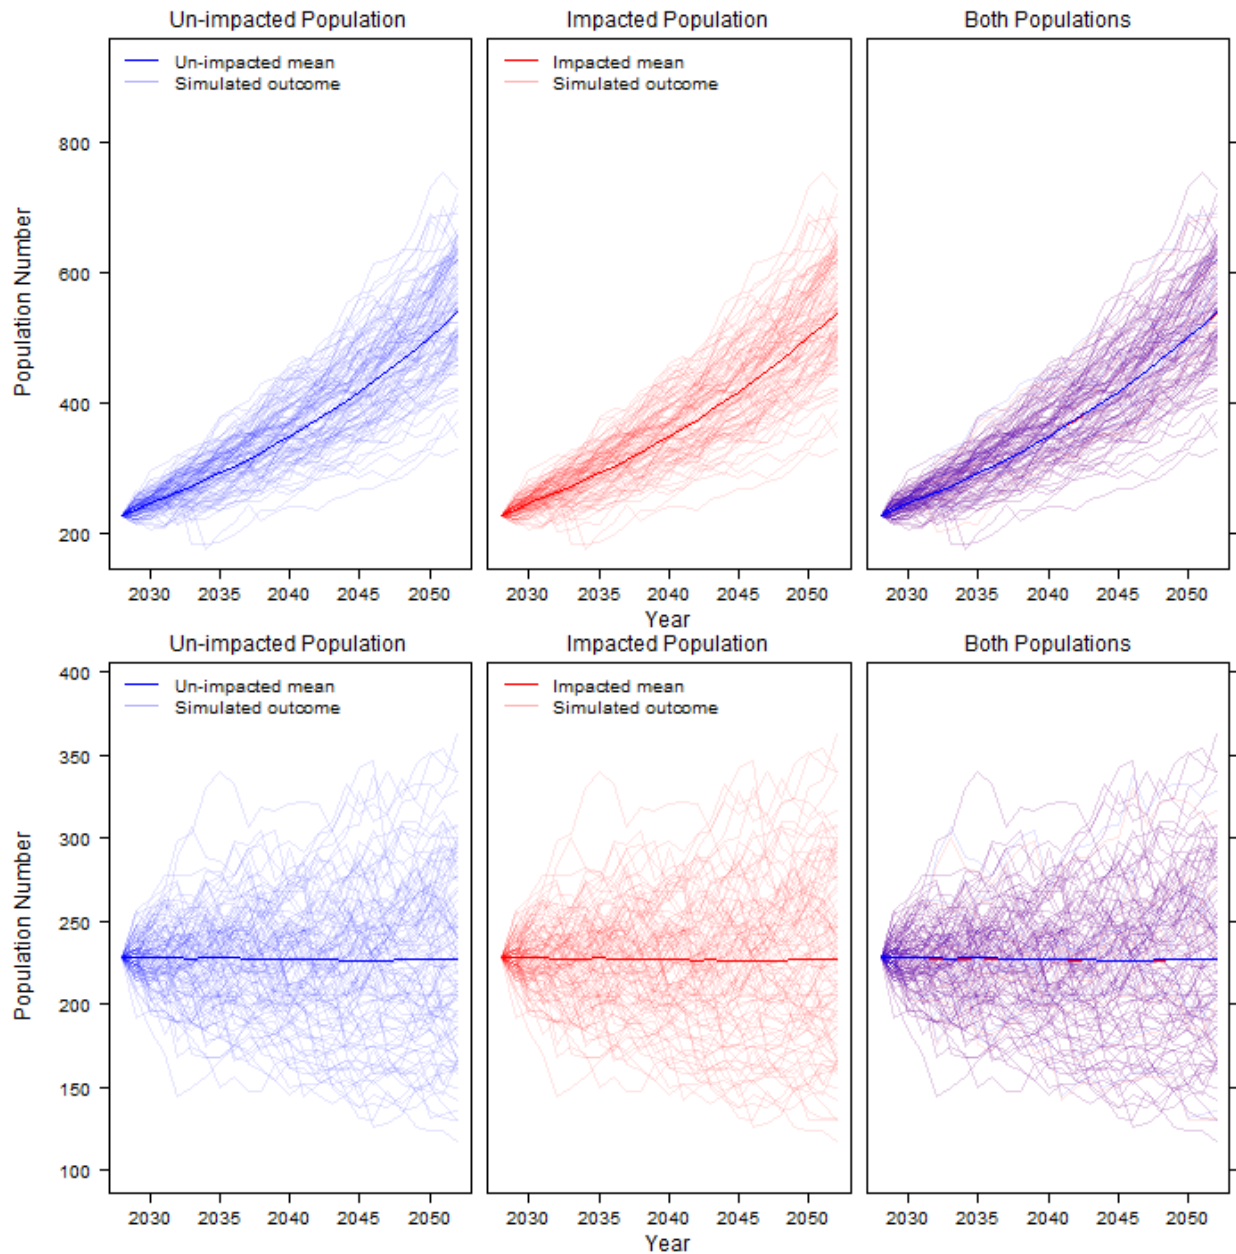 Un-impacted Population
Impacted Population
Both Populations
Un-impacted mean
Simulated outcome
Impacted mean
Simulated outcome
Population Number
800
600
400
200
2030 2035 2040 2045 2050
2030 2035 2040 2045 2050
2030 2035 2040 2045 2050
Year
Un-impacted Population
Impacted Population
Both Populations
Un-impacted mean
Simulated outcome
Impacted mean
Simulated outcome
Population Number
400
350
300
250
200
150
100
2030 2035 2040 2045 2050
2030 2035 2040 2045 2050
2030 2035 2040 2045 2050
Year